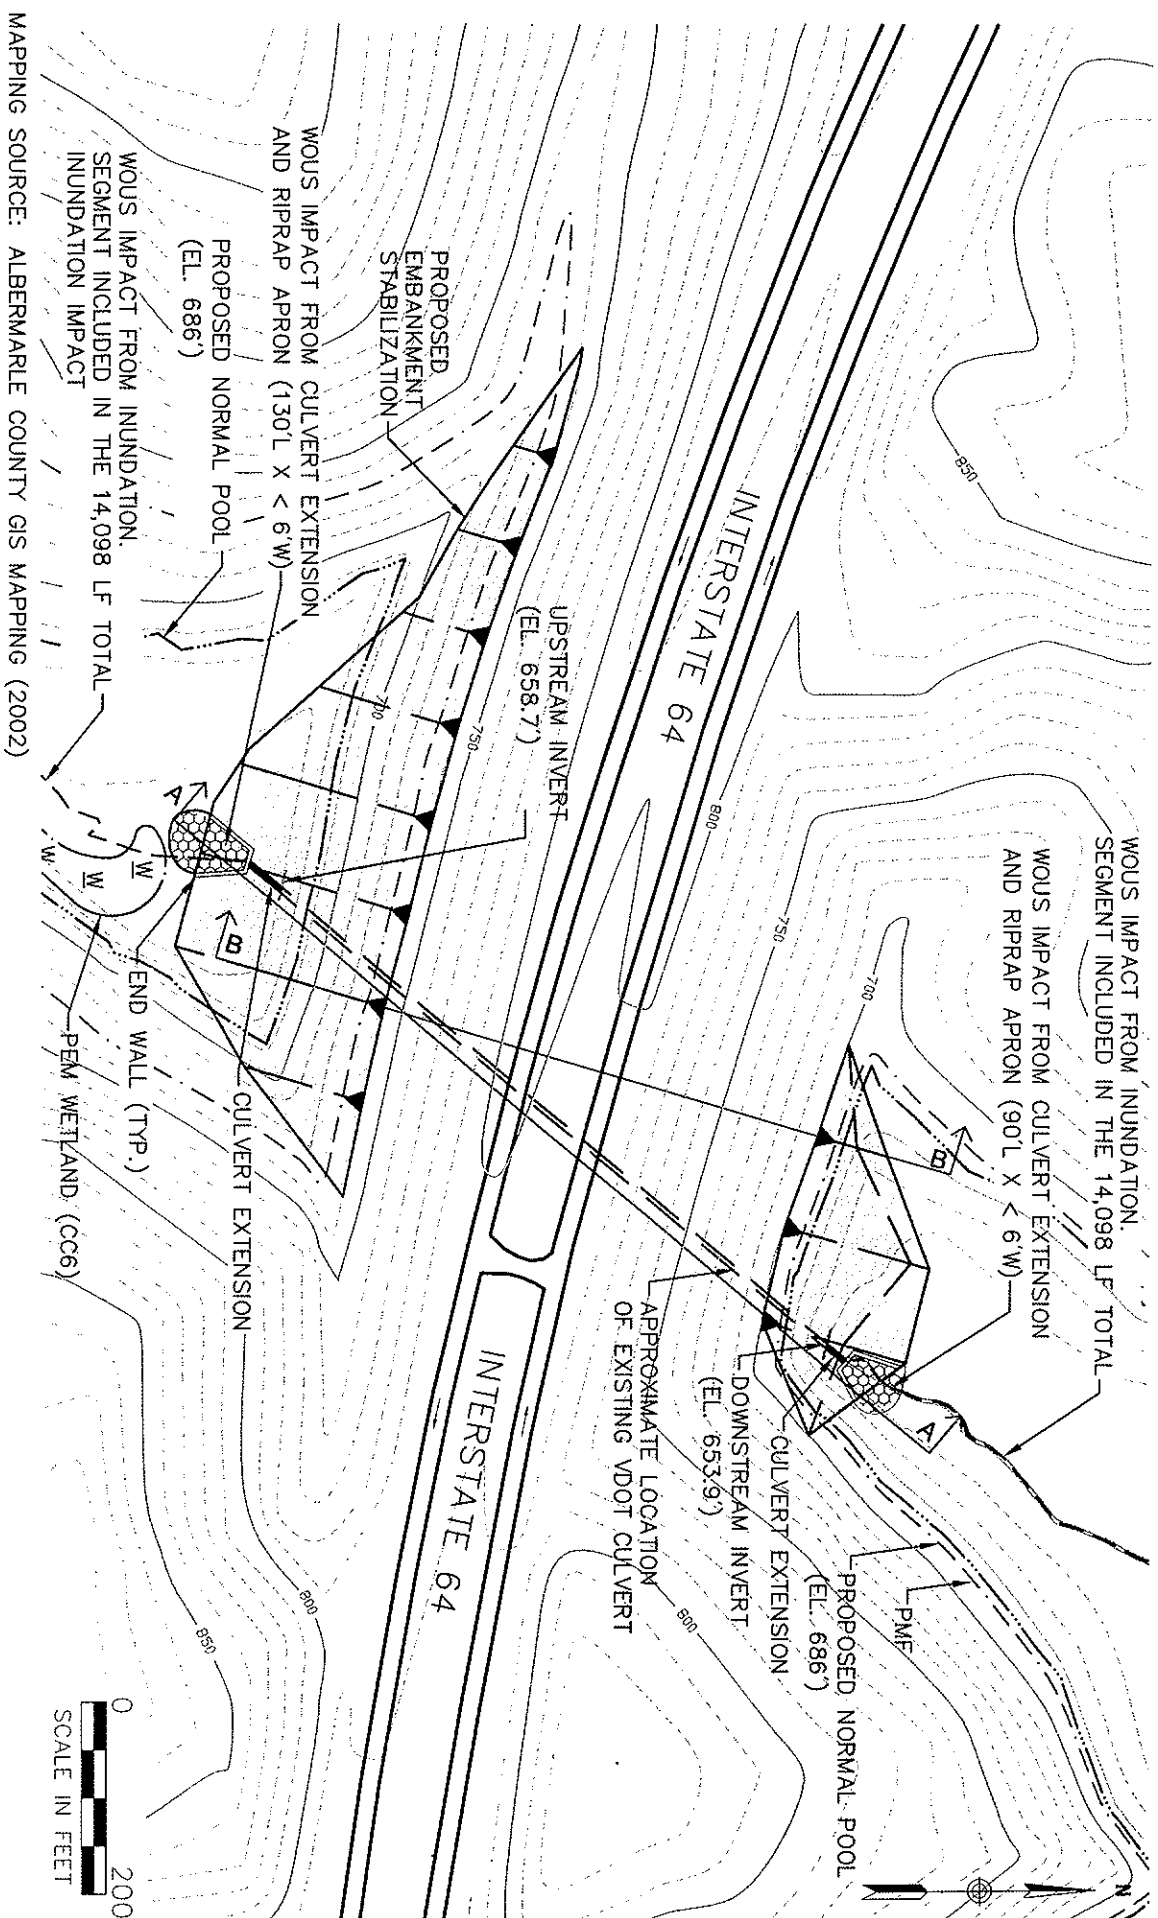 WOUS IMPACT FROM INUNDATION.
SEGMENT INCLUDED IN THE 14,098 LF TOTAL
WOUS IMPACT FROM CULVERT EXTENSION
AND RIPRAP APRON (90'L X < 6'W)
N
850
800
750
700
B
A
PMF
PROPOSED NORMAL POOL
(EL. 686')
CULVERT EXTENSION
DOWNSTREAM INVERT
(EL. 653.9')
APPROXIMATE LOCATION
OF EXISTING VDOT CULVERT
INTERSTATE 64
INTERSTATE 64
800
UPSTREAM INVERT
(EL. 658.7')
750
700
PROPOSED
EMBANKMENT
STABILIZATION
WOUS IMPACT FROM CULVERT EXTENSION
AND RIPRAP APRON (130'L X < 6'W)
PROPOSED NORMAL POOL
(EL. 686')
WOUS IMPACT FROM INUNDATION.
SEGMENT INCLUDED IN THE 14,098 LF TOTAL
INUNDATION IMPACT
A
B
W
W
W
CULVERT EXTENSION
END WALL (TYP.)
PEM WETLAND (CC6)
800
850
0 200
SCALE IN FEET
MAPPING SOURCE: ALBERMARLE COUNTY GIS MAPPING (2002)